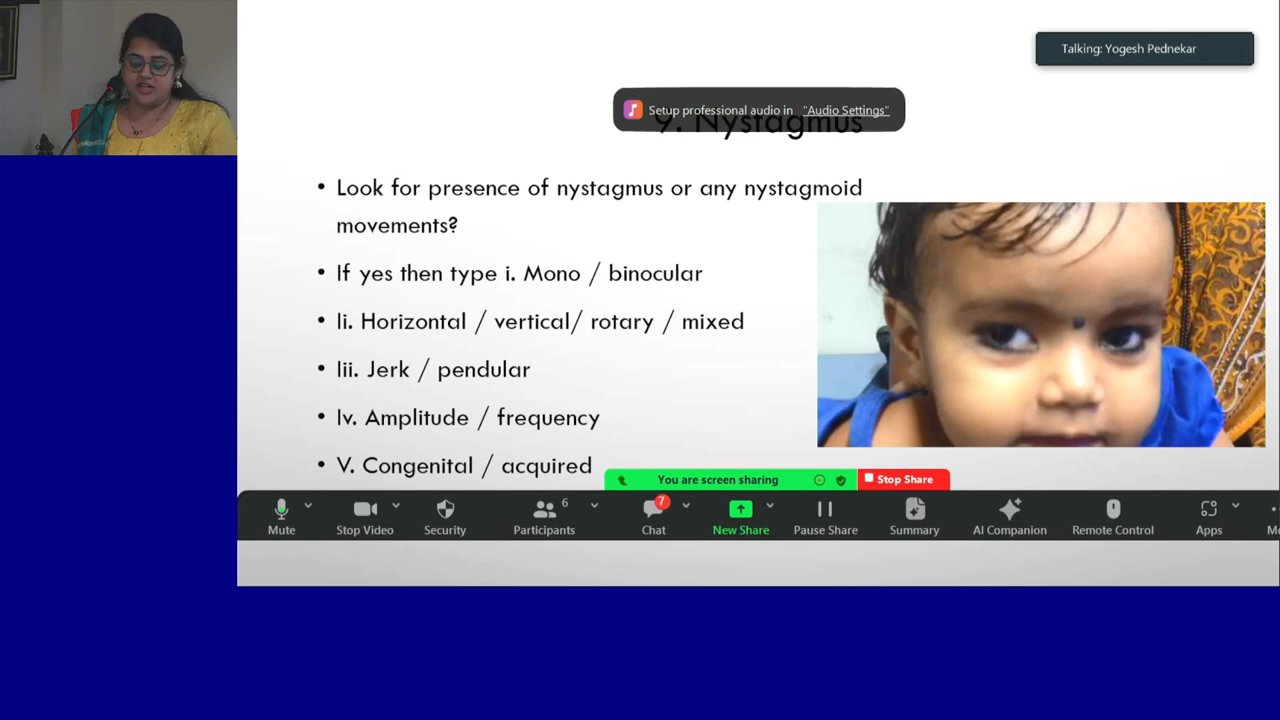 Talking: Yogesh Pednekar
Setup professional audio in "Audio Settings"
9. Nystagmus
• Look for presence of nystagmus or any nystagmoid
movements?
• If yes then type i. Mono / binocular
• Ii. Horizontal / vertical/ rotary / mixed
• Iii. Jerk / pendular
• Iv. Amplitude / frequency
• V. Congenital / acquired
You are screen sharing Stop Share
6 7
Mute Stop Video Security Participants Chat New Share Pause Share Summary AI Companion Remote Control Apps